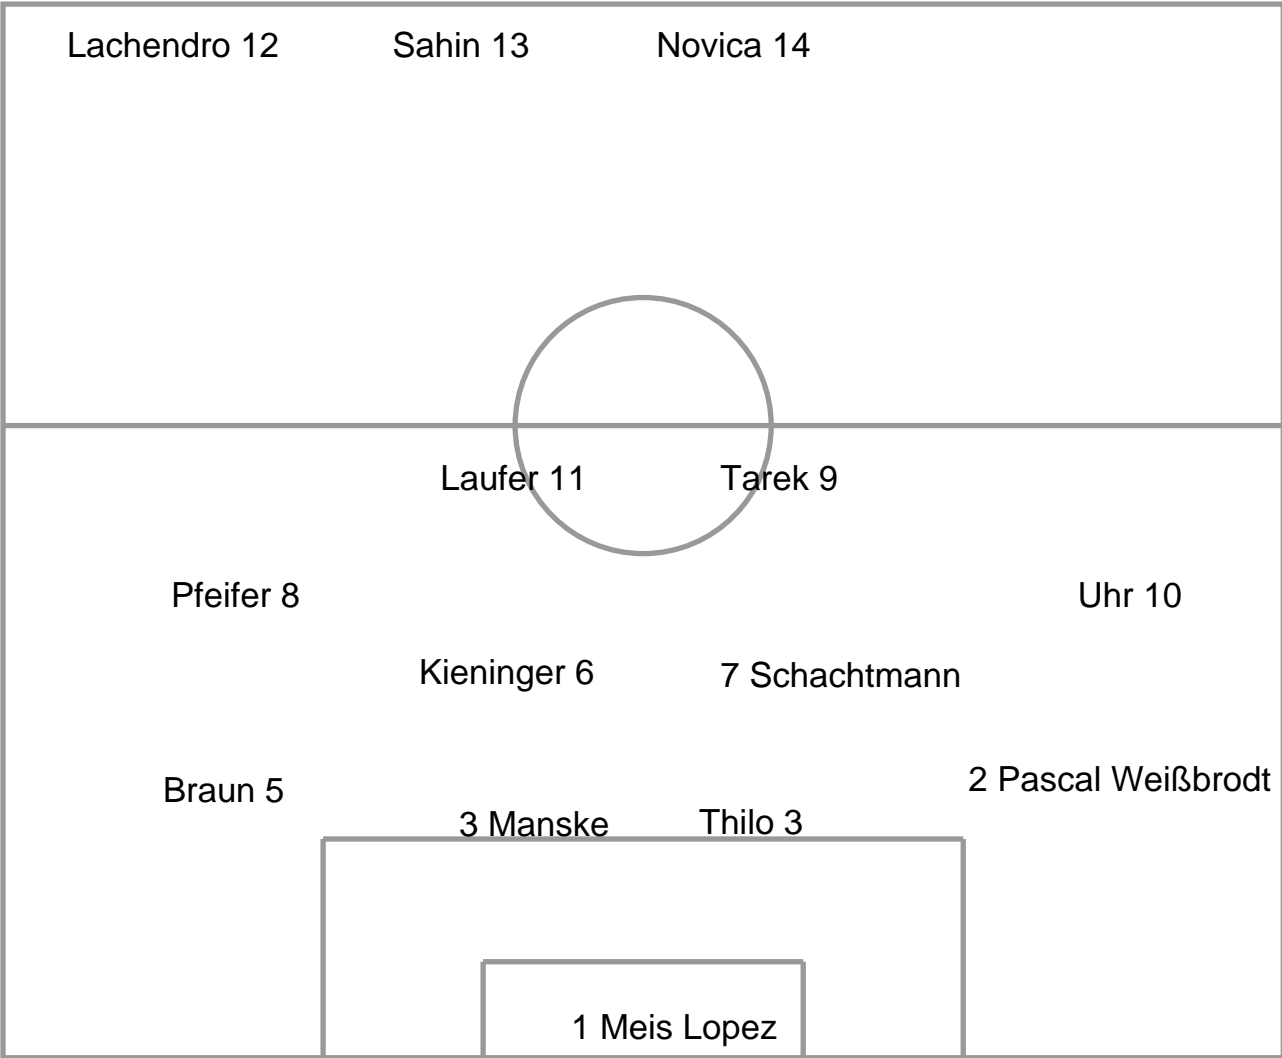 Lachendro 12
Sahin 13
Novica 14
Laufer 11
Tarek 9
Pfeifer 8
Uhr 10
Kieninger 6
7 Schachtmann
Braun 5
2 Pascal Weißbrodt
3 Manske
Thilo 3
1 Meis Lopez